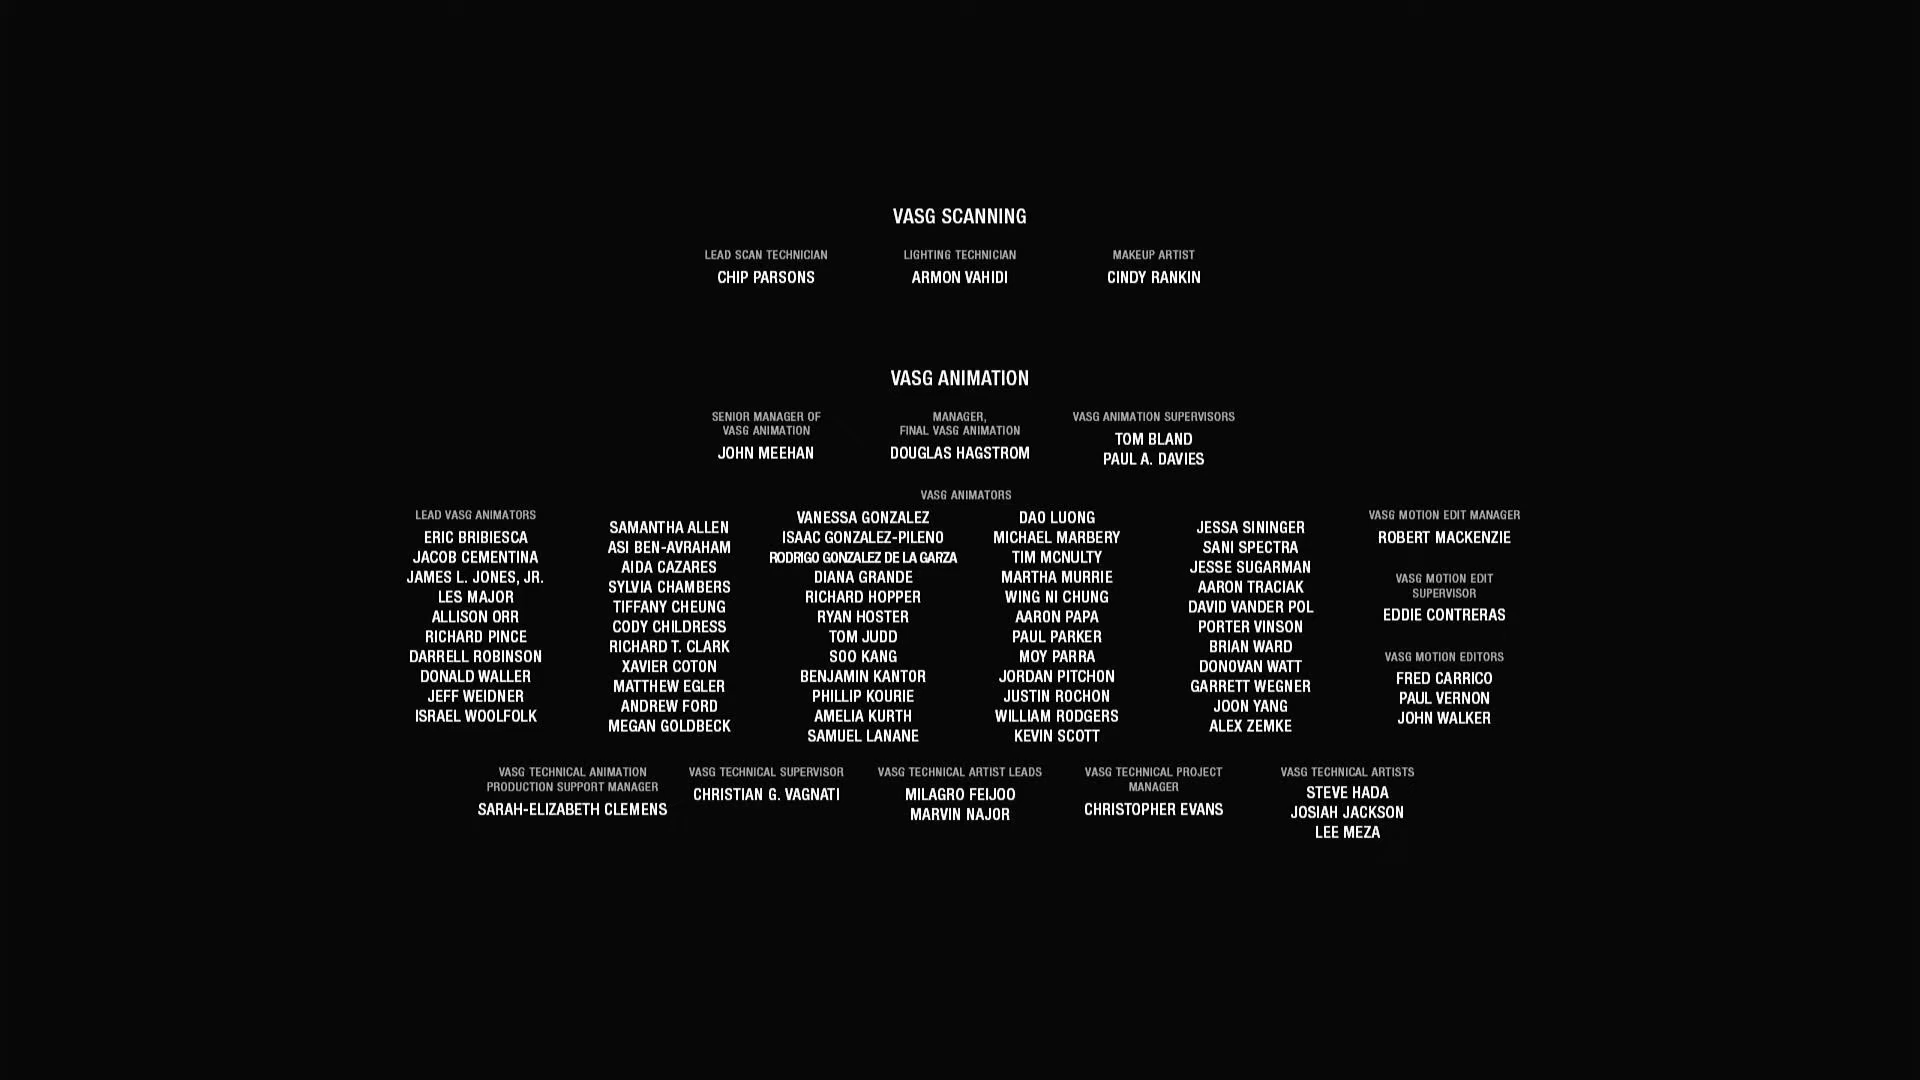 VASG SCANNING
LEAD SCAN TECHNICIAN
CHIP PARSONS
LIGHTING TECHNICIAN
ARMON VAHIDI
MAKEUP ARTIST
CINDY RANKIN
VASG ANIMATION
SENIOR MANAGER OF
VASG ANIMATION
JOHN MEEHAN
MANAGER,
FINAL VASG ANIMATION
DOUGLAS HAGSTROM
VASG ANIMATION SUPERVISORS
TOM BLAND
PAUL A. DAVIES
LEAD VASG ANIMATORS
ERIC BRIBIESCA
JACOB CEMENTINA
JAMES L. JONES, JR.
LES MAJOR
ALLISON ORR
RICHARD PINCE
DARRELL ROBINSON
DONALD WALLER
JEFF WEIDNER
ISRAEL WOOLFOLK
VASG ANIMATORS
SAMANTHA ALLEN
ASI BEN-AVRAHAM
AIDA CAZARES
SYLVIA CHAMBERS
TIFFANY CHEUNG
CODY CHILDRESS
RICHARD T. CLARK
XAVIER COTON
MATTHEW EGLER
ANDREW FORD
MEGAN GOLDBECK
VANESSA GONZALEZ
ISAAC GONZALEZ-PILENO
RODRIGO GONZALEZ DE LA GARZA
DIANA GRANDE
RICHARD HOPPER
RYAN HOSTER
TOM JUDD
SOO KANG
BENJAMIN KANTOR
PHILLIP KOURIE
AMELIA KURTH
SAMUEL LANANE
DAO LUONG
MICHAEL MARBERY
TIM MCNULTY
MARTHA MURRIE
WING NI CHUNG
AARON PAPA
PAUL PARKER
MOY PARRA
JORDAN PITCHON
JUSTIN ROCHON
WILLIAM RODGERS
KEVIN SCOTT
JESSA SININGER
SANI SPECTRA
JESSE SUGARMAN
AARON TRACIAK
DAVID VANDER POL
PORTER VINSON
BRIAN WARD
DONOVAN WATT
GARRETT WEGNER
JOON YANG
ALEX ZEMKE
VASG MOTION EDIT MANAGER
ROBERT MACKENZIE
VASG MOTION EDIT
SUPERVISOR
EDDIE CONTRERAS
VASG MOTION EDITORS
FRED CARRICO
PAUL VERNON
JOHN WALKER
VASG TECHNICAL ANIMATION
PRODUCTION SUPPORT MANAGER
SARAH-ELIZABETH CLEMENS
VASG TECHNICAL SUPERVISOR
CHRISTIAN G. VAGNATI
VASG TECHNICAL ARTIST LEADS
MILAGRO FEIJOO
MARVIN NAJOR
VASG TECHNICAL PROJECT
MANAGER
CHRISTOPHER EVANS
VASG TECHNICAL ARTISTS
STEVE HADA
JOSIAH JACKSON
LEE MEZA